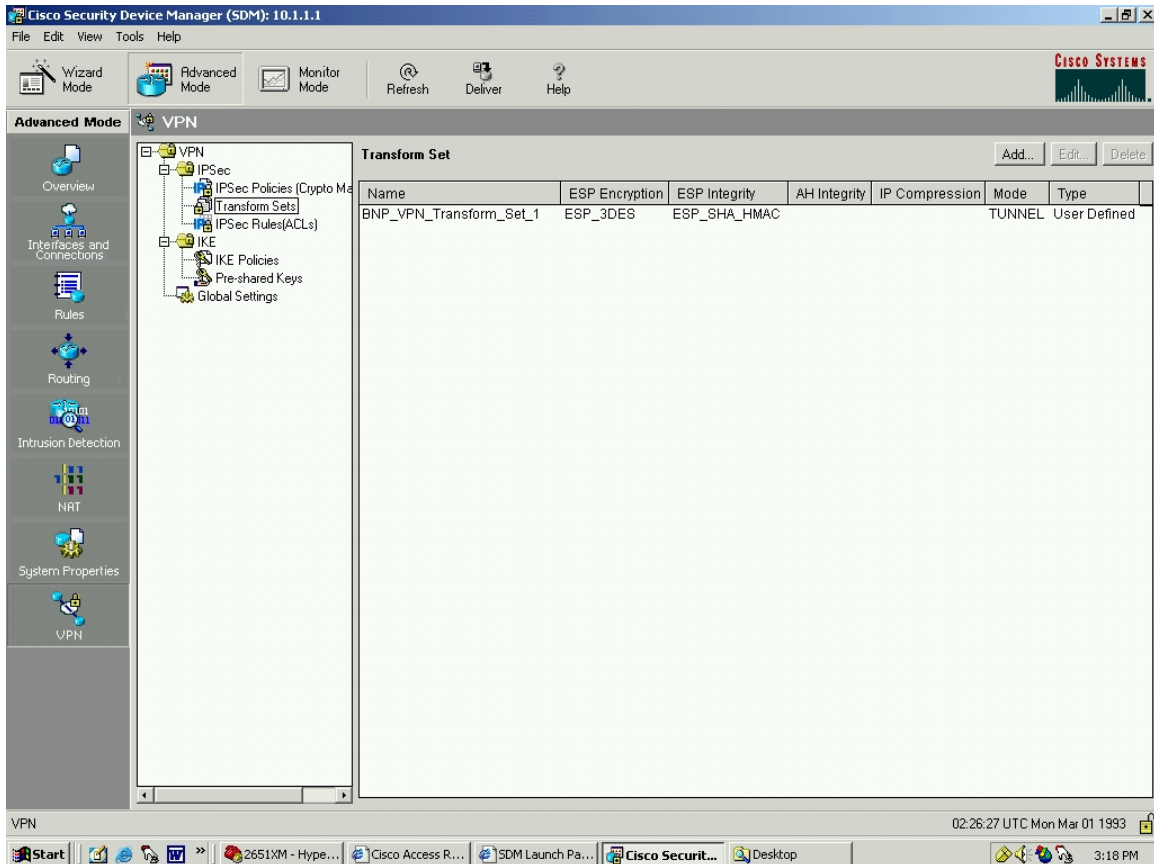 Cisco Security Device Manager (SDM): 10.1.1.1
File Edit View Tools Help
Wizard Mode
Advanced Mode
Monitor Mode
Refresh
Deliver
Help
CISCO SYSTEMS
Advanced Mode
VPN
Overview
Interfaces and Connections
Rules
Routing
Intrusion Detection
NAT
System Properties
VPN
VPN
IPSec
IPSec Policies (Crypto Ma
Transform Sets
IPSec Rules(ACLs)
IKE
IKE Policies
Pre-shared Keys
Global Settings
Transform Set
Add... Edit... Delete
Name ESP Encryption ESP Integrity AH Integrity IP Compression Mode Type
BNP_VPN_Transform_Set_1 ESP_3DES ESP_SHA_HMAC TUNNEL User Defined
VPN
02:26:27 UTC Mon Mar 01 1993
Start » 2651XM - Hype... Cisco Access R... SDM Launch Pa... Cisco Securit... Desktop 3:18 PM